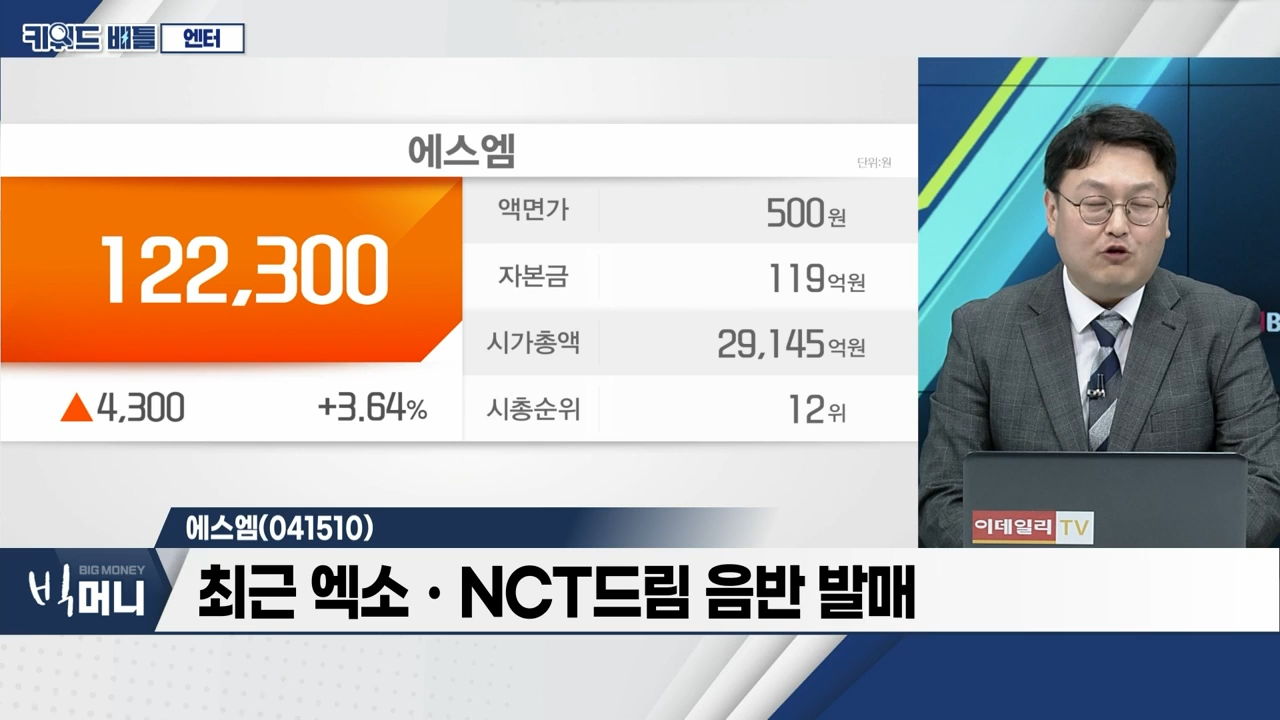 키워드 배틀 엔터
에스엠
단위:원
122,300
▲4,300 +3.64%
액면가 500원
자본금 119억원
시가총액 29,145억원
시총순위 12위
이데일리TV
에스엠(041510)
빅머니 BIG MONEY
최근 엑소·NCT드림 음반 발매